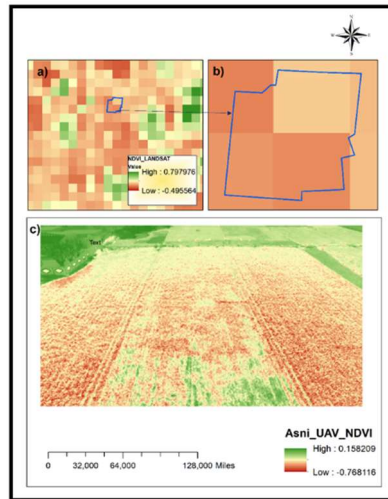 a)
b)
NDVI_LANDSAT
Value
High : 0.797976
Low : -0.495564
c)
Text
Asni_UAV_NDVI
High : 0.158209
Low : -0.768116
0 32,000 64,000 128,000 Miles